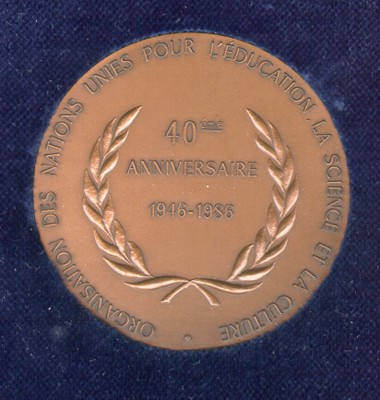 ORGANISATION DES NATIONS UNIES POUR L'ÉDUCATION, LA SCIENCE ET LA CULTURE
40ÈME
ANNIVERSAIRE
1946-1986